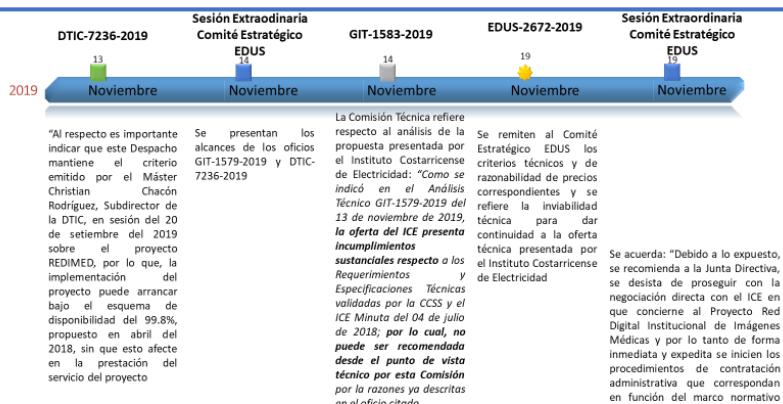 DTIC-7236-2019
13
Noviembre
Sesión Extraodinaria
Comité Estratégico
EDUS
14
Noviembre
GIT-1583-2019
14
Noviembre
EDUS-2672-2019
19
Noviembre
Sesión Extraordinaria
Comité Estratégico
EDUS
19
Noviembre
2019
“Al respecto es importante
indicar que este Despacho
mantiene el criterio
emitido por el Máster
Christian Chacón
Rodríguez, Subdirector de
la DTIC, en sesión del 20
de setiembre del 2019
sobre el proyecto
REDIMED, por lo que, la
implementación del
proyecto puede arrancar
bajo el esquema de
disponibilidad del 99.8%,
propuesto en abril del
2018, sin que esto afecte
en la prestación del
servicio del proyecto
Se presentan los
alcances de los oficios
GIT-1579-2019 y DTIC-
7236-2019
La Comisión Técnica refiere
respecto al análisis de la
propuesta presentada por
el Instituto Costarricense
de Electricidad: “Como se
indicó en el Análisis
Técnico GIT-1579-2019 del
13 de noviembre de 2019,
la oferta del ICE presenta
incumplimientos
sustanciales respecto a los
Requerimientos y
Especificaciones Técnicas
validadas por la CCSS y el
ICE Minuta del 04 de julio
de 2018; por lo cual, no
puede ser recomendada
desde el punto de vista
técnico por esta Comisión
por la razones ya descritas
en el oficio citado
Se remiten al Comité
Estratégico EDUS los
criterios técnicos y de
razonabilidad de precios
correspondientes y se
refiere la inviabilidad
técnica para dar
continuidad a la oferta
técnica presentada por
el Instituto Costarricense
de Electricidad
Se acuerda: “Debido a lo expuesto,
se recomienda a la Junta Directiva,
se desista de proseguir con la
negociación directa con el ICE en
que concierne al Proyecto Red
Digital Institucional de Imágenes
Médicas y por lo tanto de forma
inmediata y expedita se inicien los
procedimientos de contratación
administrativa que correspondan
en función del marco normativo